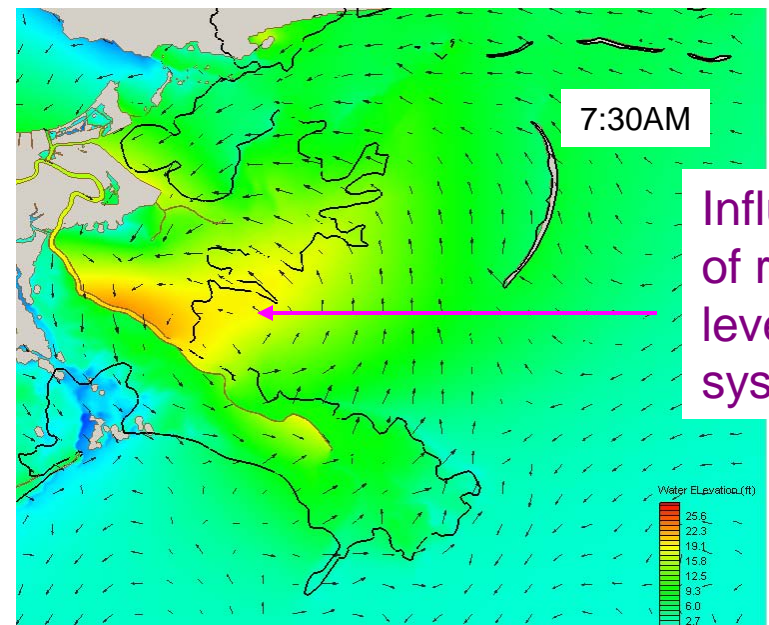 7:30AM
Influ
of r
leve
sys
Water ELevation (ft)
25.6
22.3
19.1
15.8
12.5
9.3
6.0
2.7